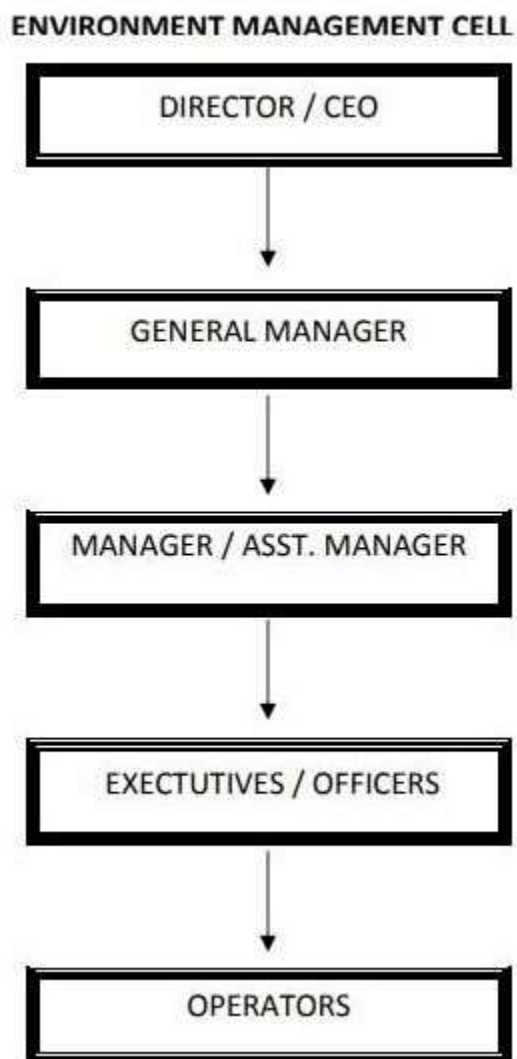 ENVIRONMENT MANAGEMENT CELL
DIRECTOR / CEO
GENERAL MANAGER
MANAGER / ASST. MANAGER
EXECTUTIVES / OFFICERS
OPERATORS